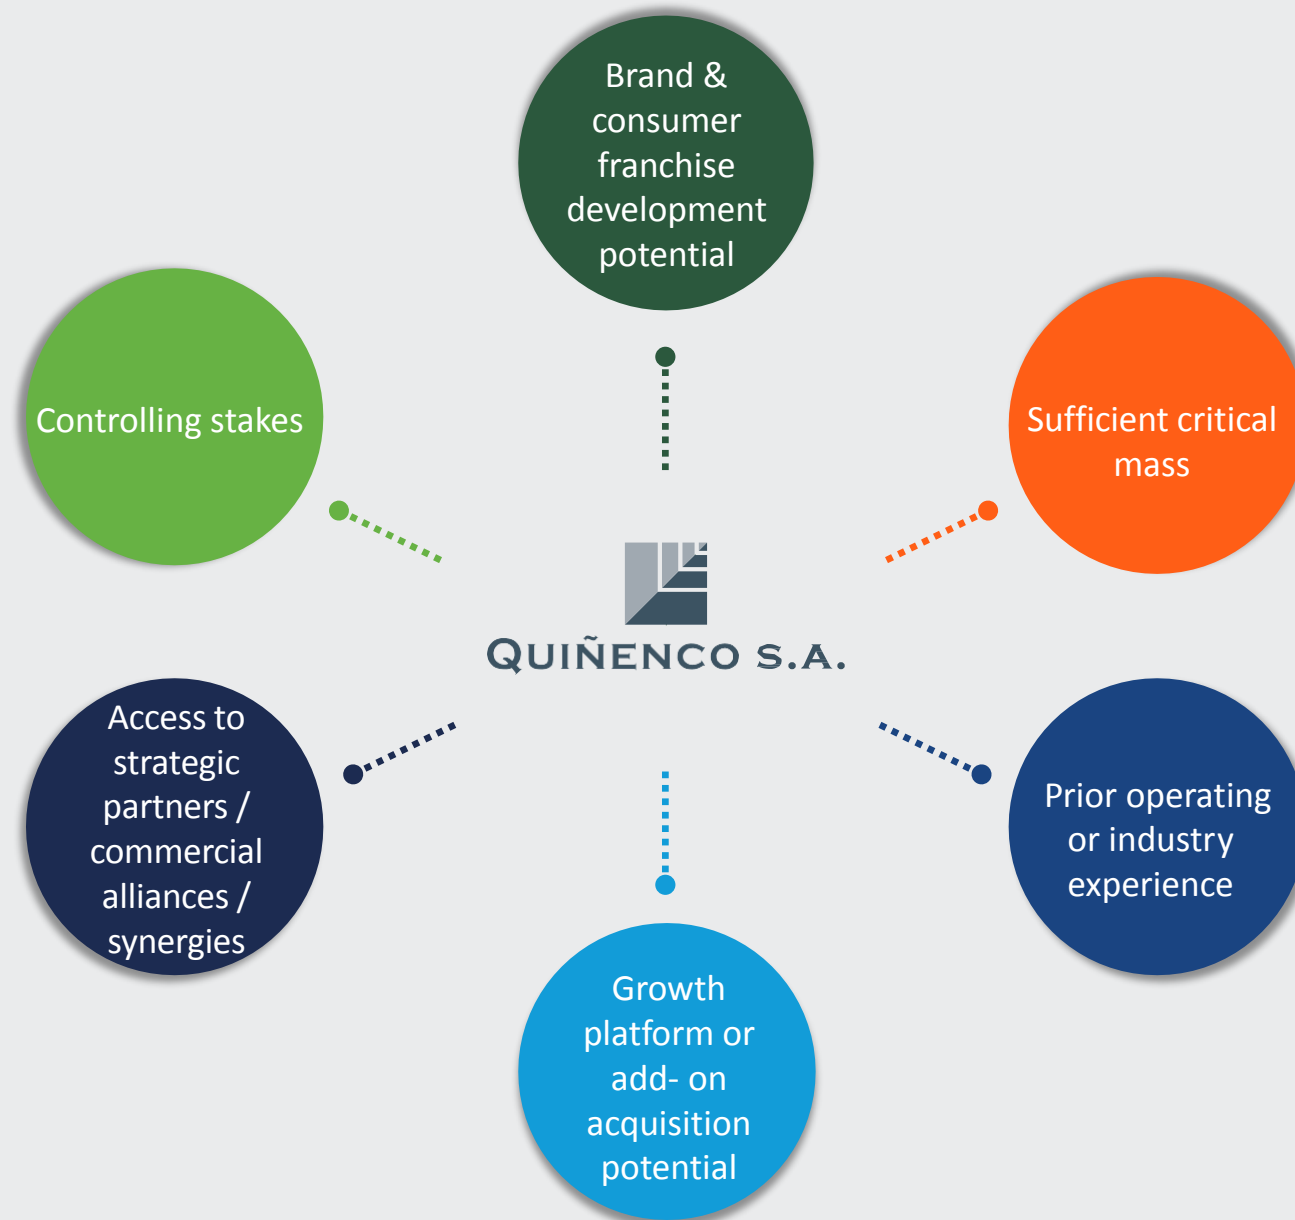 Brand &
consumer
franchise
development
potential
Controlling stakes
Sufficient critical
mass
QUIÑENCO S.A.
Access to
strategic
partners /
commercial
alliances /
synergies
Prior operating
or industry
experience
Growth
platform or
add- on
acquisition
potential